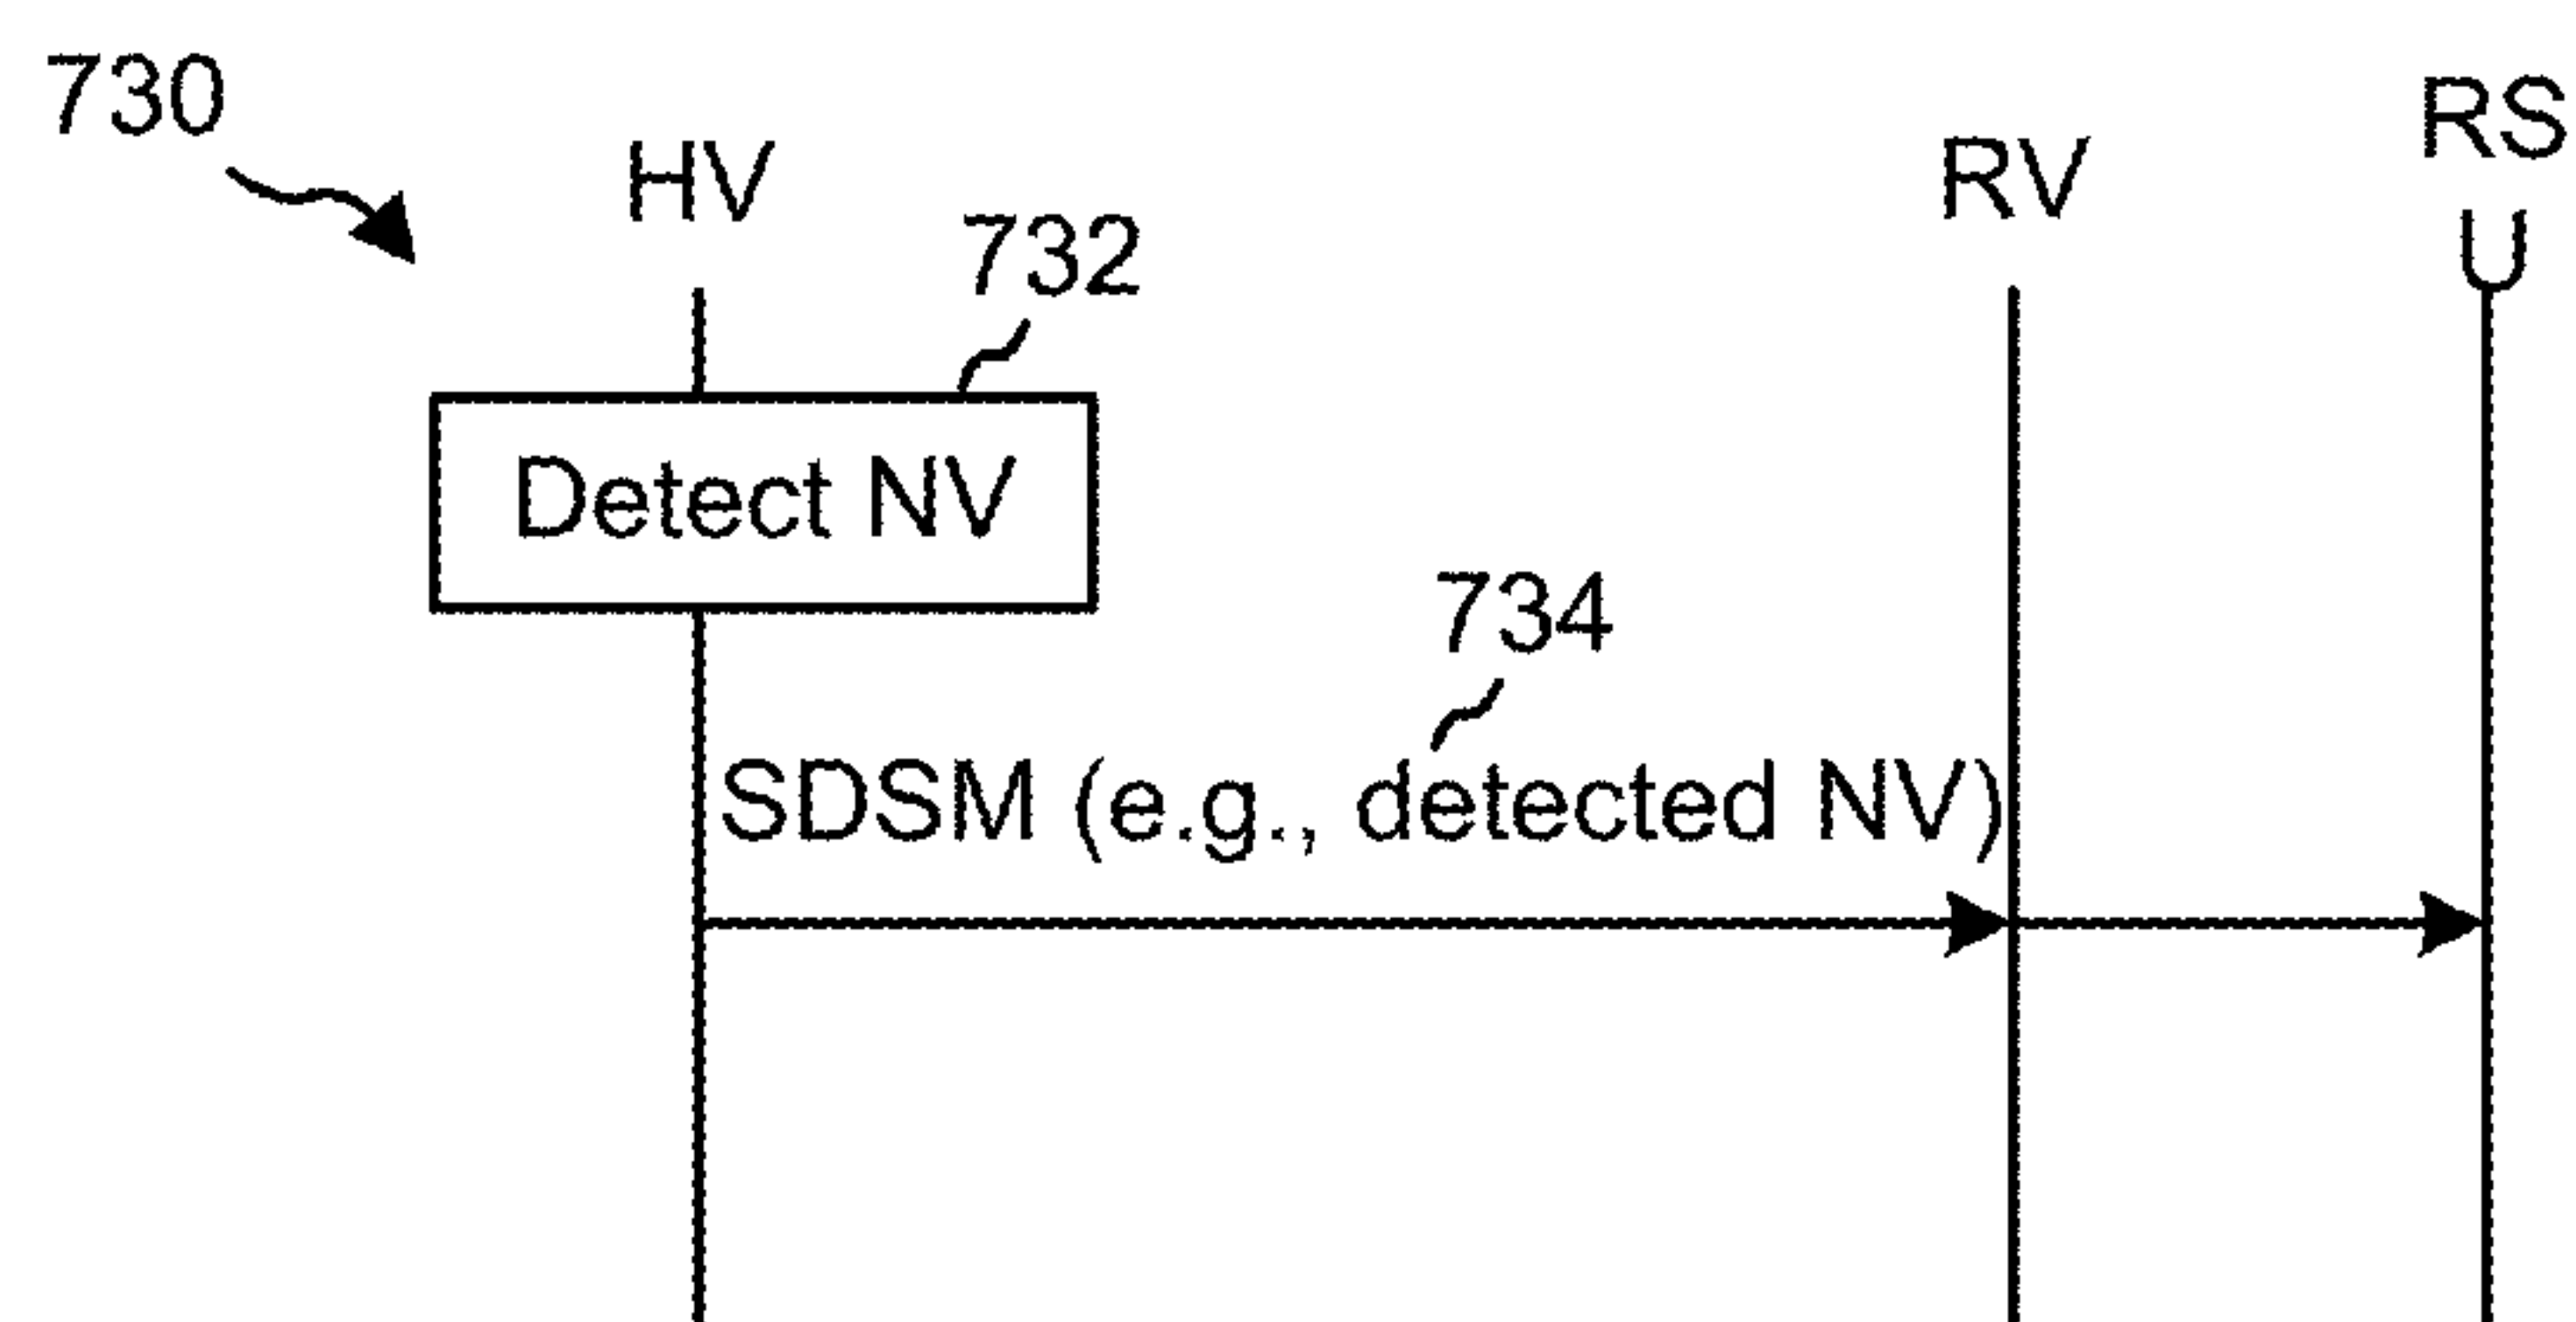 730
HV
RV
RS
U
732
Detect NV
734
SDSM (e.g., detected NV)